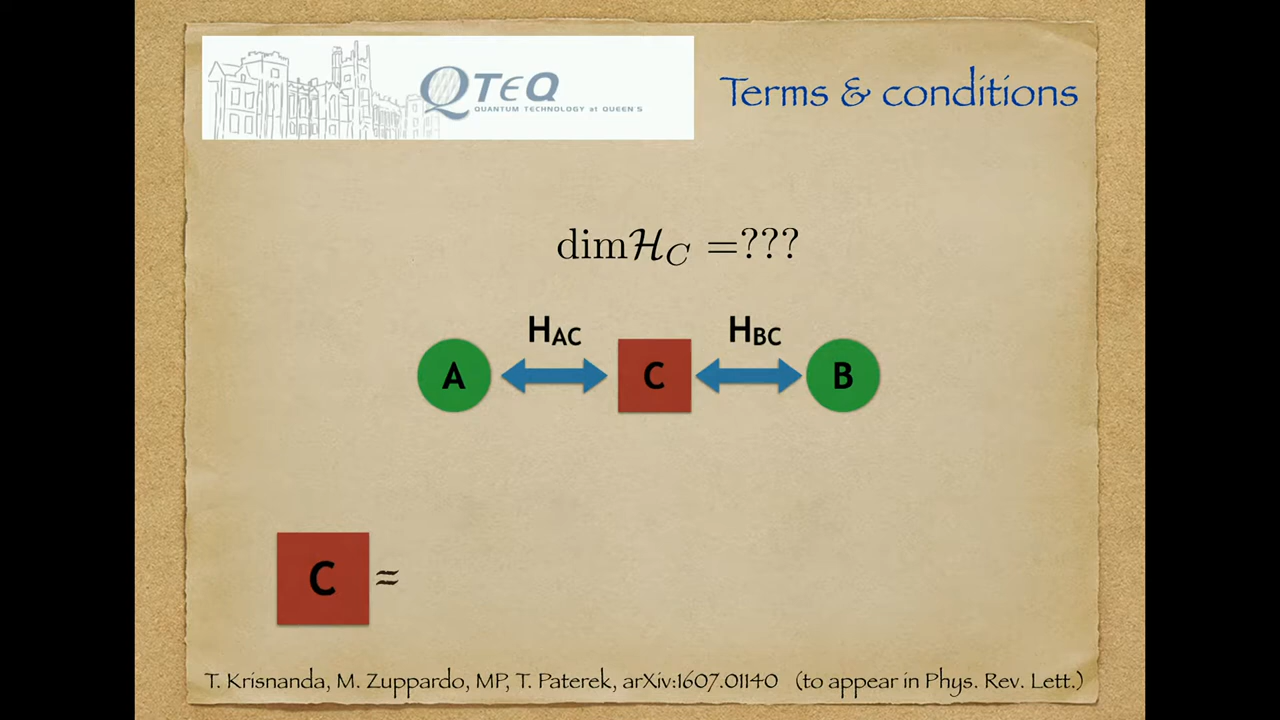 QTEQ
QUANTUM TECHNOLOGY at QUEEN'S
Terms & conditions
dimℋ_C =???
H_AC H_BC
A C B
C ≈
T. Krisnanda, M. Zuppardo, MP, T. Paterek, arXiv:1607.01140 (to appear in Phys. Rev. Lett.)